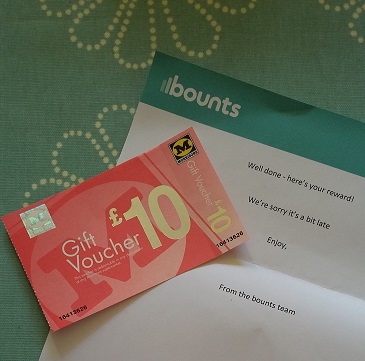 bounts
Well done - here's your reward!
We're sorry it's a bit late
Enjoy,
From the bounts team
M
Gift
Voucher
£10
10413626
M
Gift Voucher
£10
10413626